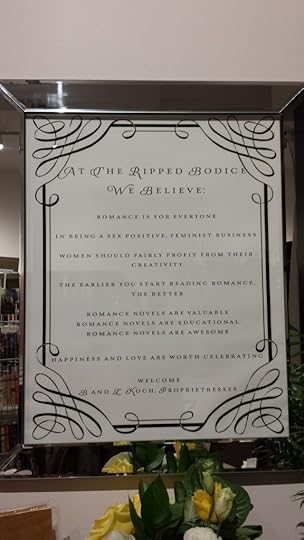 At The Ripped Bodice
We Believe:
Romance is for everyone
In being a sex positive, feminist business
Women should fairly profit from their
creativity
The earlier you start reading romance,
the better
Romance novels are valuable
Romance novels are educational
Romance novels are awesome
Happiness and love are worth celebrating
Welcome
B and L Koch, Proprietresses